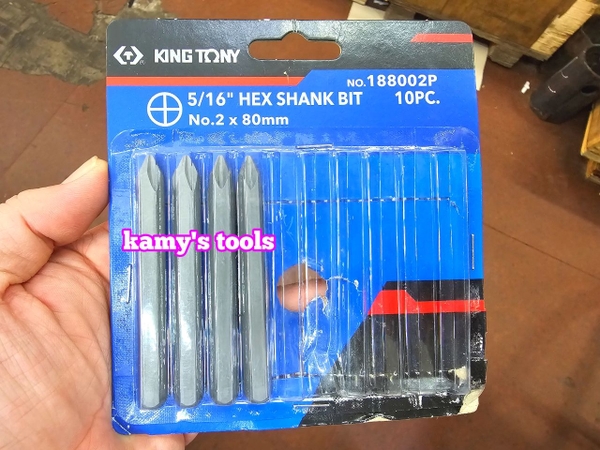 KING TONY
NO.188002P
5/16" HEX SHANK BIT 10PC.
No.2 x 80mm
kamy's tools